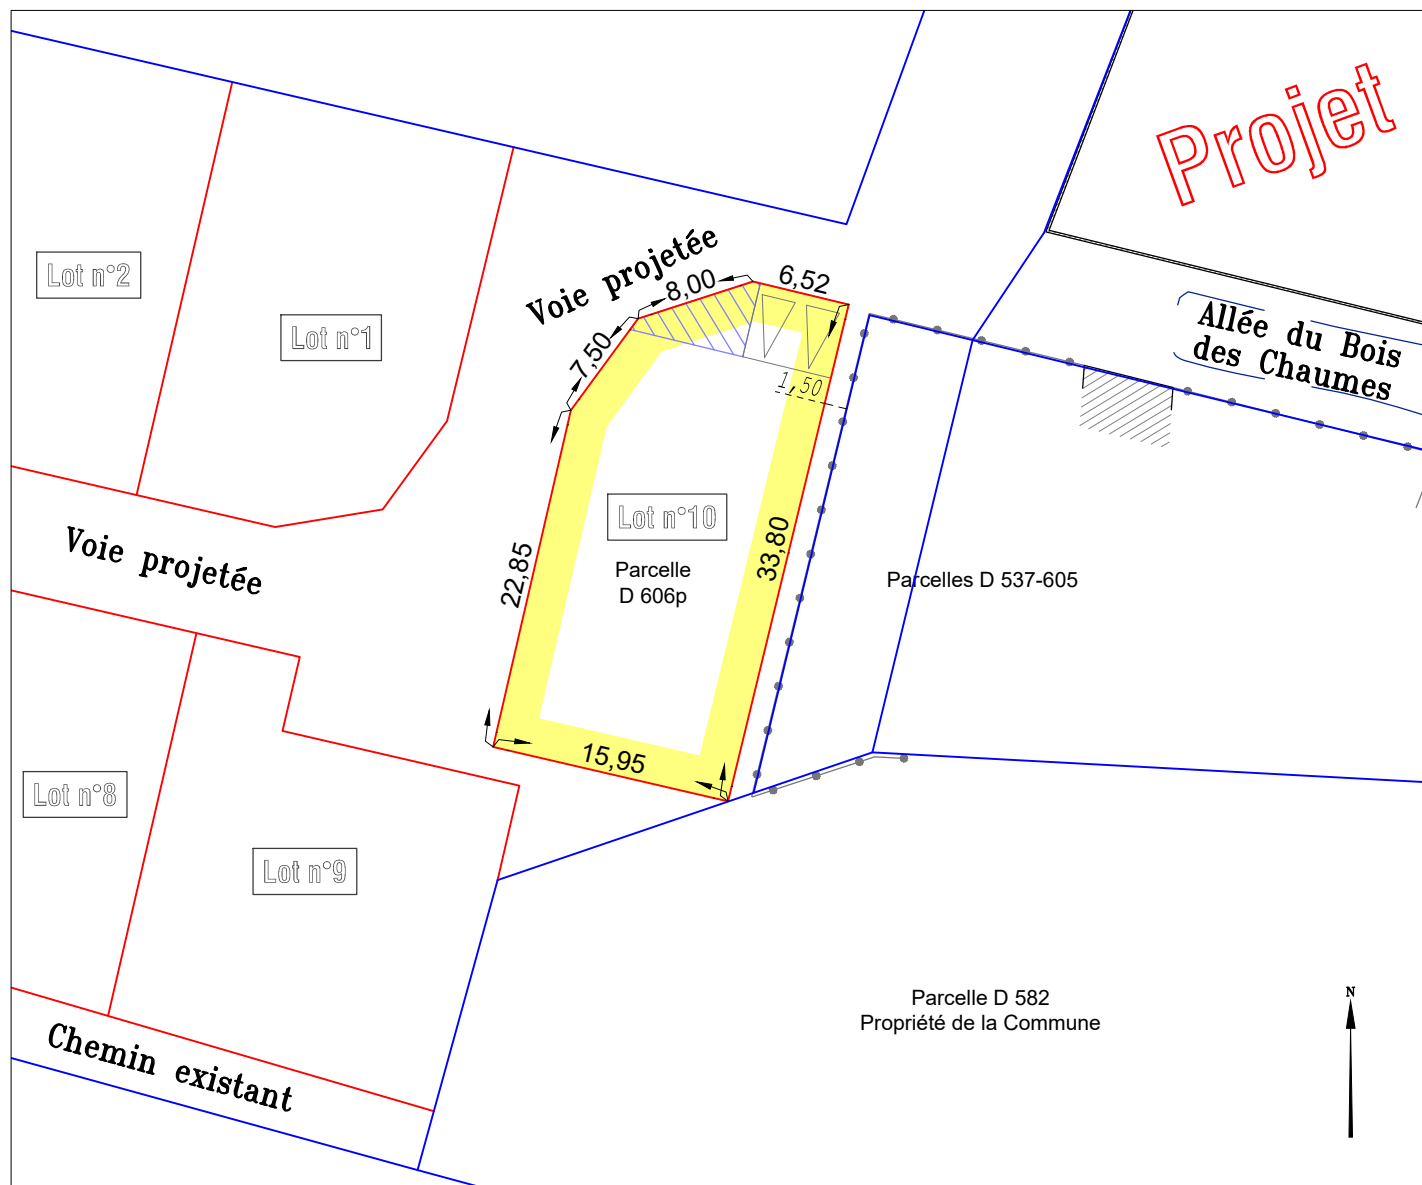 Projet
Voie projetée
8,00
6,52
7,50
Lot n°2
Lot n°1
Allée du Bois
des Chaumes
1,50
Lot n°10
Parcelle
D 606p
22,85
33,80
15,95
Parcelles D 537-605
Voie projetée
Lot n°8
Lot n°9
Parcelle D 582
Propriété de la Commune
N
Chemin existant